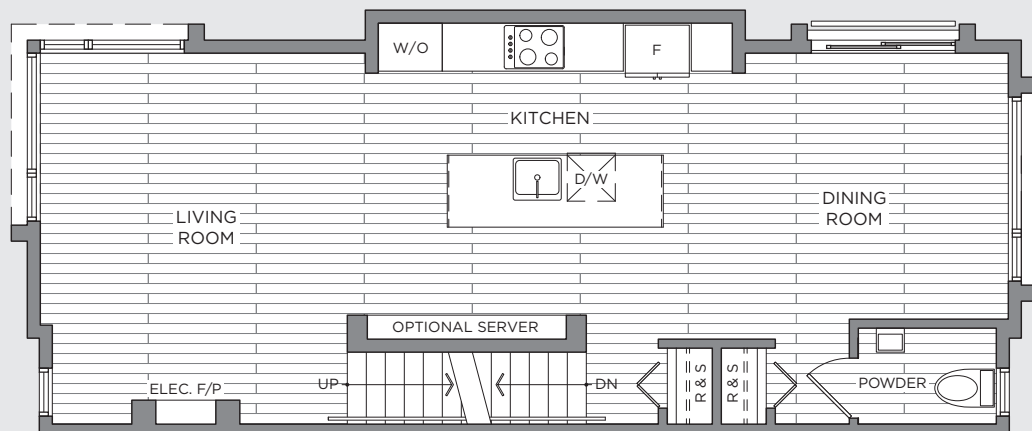 W/O
F
KITCHEN
D/W
LIVING
ROOM
DINING
ROOM
OPTIONAL SERVER
UP
DN
R & S
R & S
ELEC. F/P
POWDER